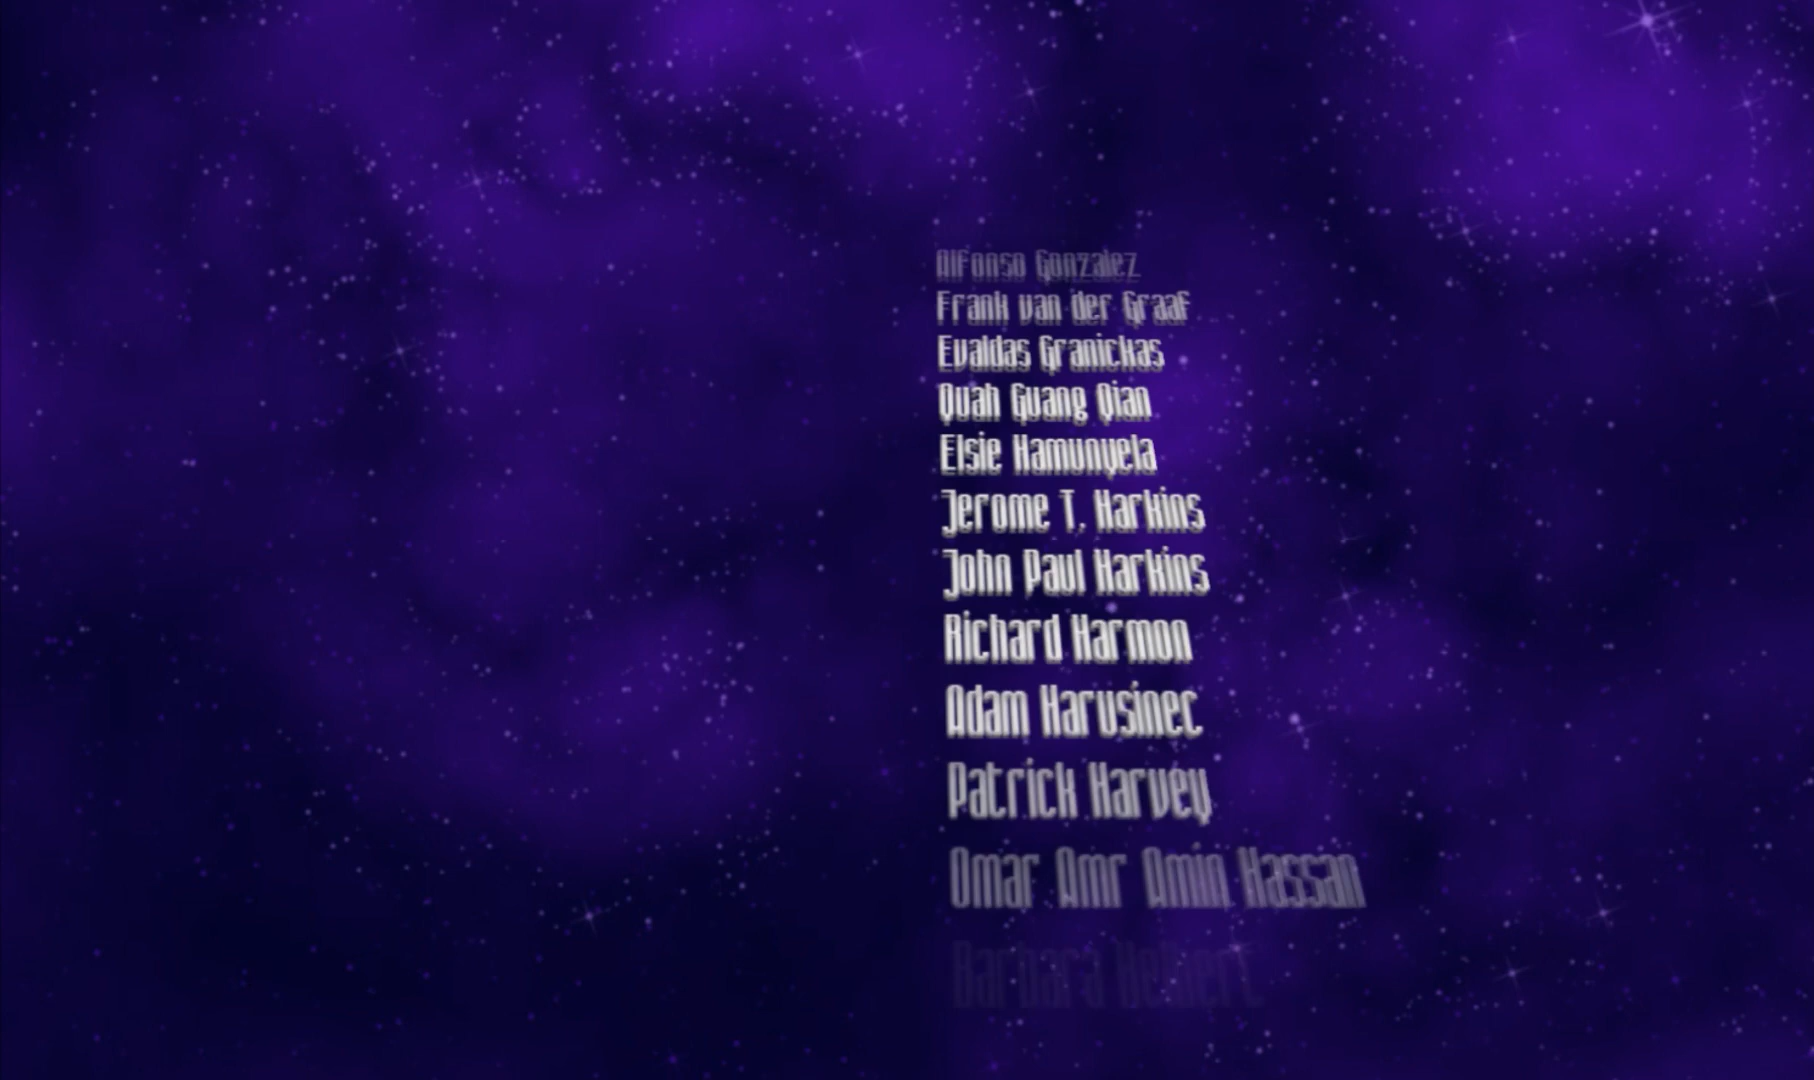 Alfonso Gonzalez
Frank van der Graaf
Evaldas Granickas
Quah Guang Qian
Elsie Hamunyela
Jerome T. Harkins
John Paul Harkins
Richard Harmon
Adam Harusinec
Patrick Harvey
Omar Amr Amin Hassan
Barbara